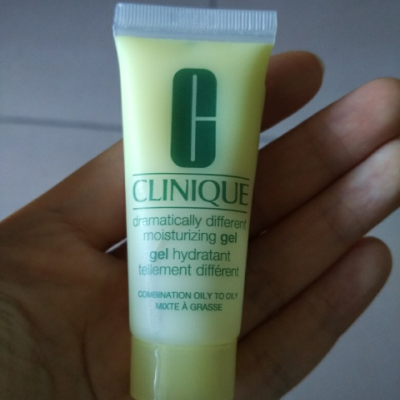 C
CLINIQUE
dramatically different
moisturizing gel
gel hydratant
tellement différent
COMBINATION OILY TO OILY
MIXTE À GRASSE